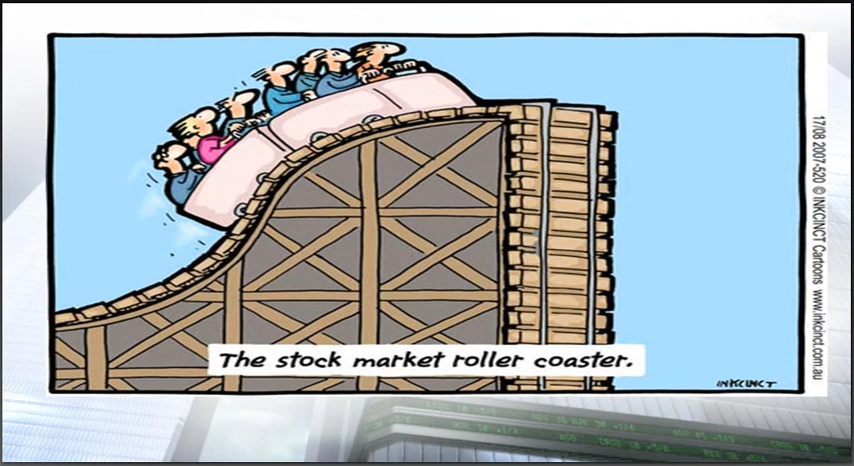 The stock market roller coaster.
INKCINCT
17/08 2007-520 © INKCINCT Cartoons www.inkcinct.com.au